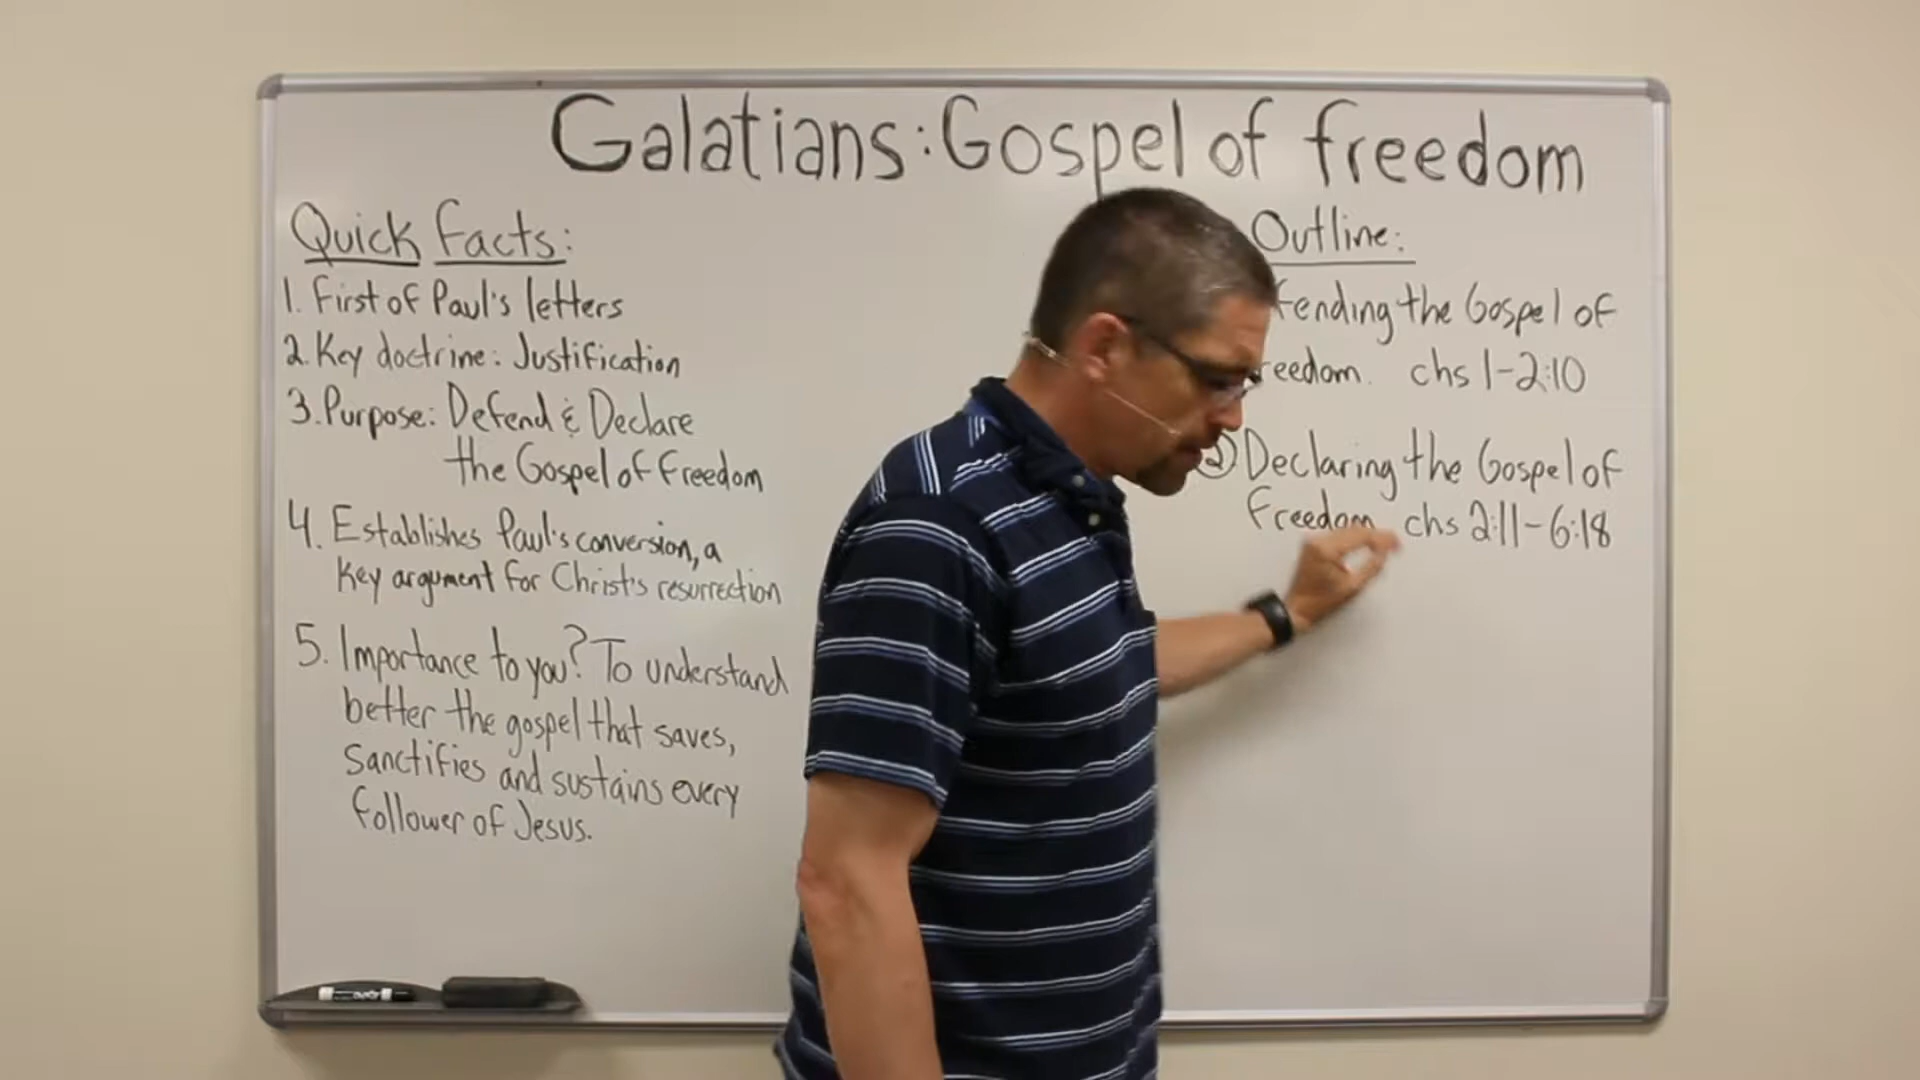 Galatians: Gospel of freedom
Quick Facts:
1. First of Paul's letters
2. Key doctrine: Justification
3. Purpose: Defend & Declare
the Gospel of Freedom
4. Establishes Paul's conversion, a
Key argument for Christ's resurrection
5. Importance to you? To understand
better the gospel that saves,
sanctifies and sustains every
follower of Jesus.
Outline:
fending the Gospel of
reedom. chs 1-2:10
2 Declaring the Gospel of
Freedom chs 2:11-6:18